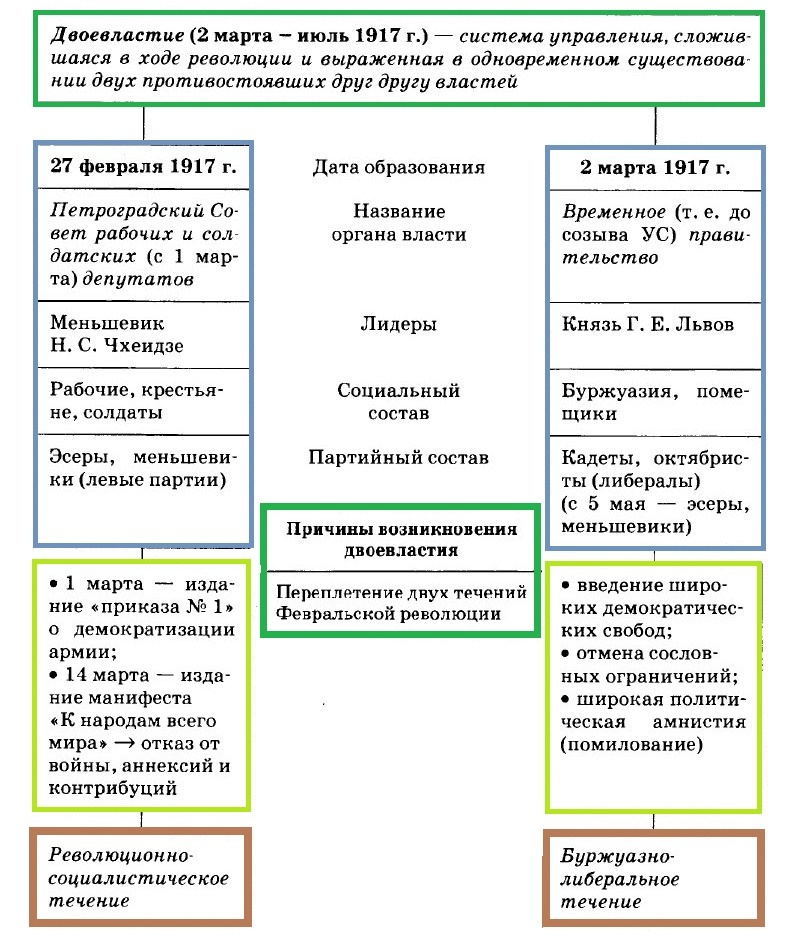 Двоевластие (2 марта – июль 1917 г.) — система управления, сложив-
шаяся в ходе революции и выраженная в одновременном существова-
нии двух противостоявших друг другу властей
27 февраля 1917 г.
Дата образования
2 марта 1917 г.
Петроградский Со-
вет рабочих и сол-
датских (с 1 мар-
та) депутатов
Название
органа власти
Временное (т. е. до
созыва УС) прави-
тельство
Меньшевик
Н. С. Чхеидзе
Лидеры
Князь Г. Е. Львов
Рабочие, крестья-
не, солдаты
Социальный
состав
Буржуазия, поме-
щики
Эсеры, меньшеви-
ки (левые партии)
Партийный состав
Кадеты, октябрис-
ты (либералы)
(с 5 мая — эсеры,
меньшевики)
Причины возникновения
двоевластия
Переплетение двух течений
Февральской революции
• 1 марта — изда-
ние «приказа № 1»
о демократизации
армии;
• 14 марта — изда-
ние манифеста
«К народам всего
мира» → отказ от
войны, аннексий и
контрибуций
• введение широ-
ких демократичес-
ких свобод;
• отмена сослов-
ных ограничений;
• широкая полити-
ческая амнистия
(помилование)
Революционно-
социалистическое
течение
Буржуазно-
либеральное
течение